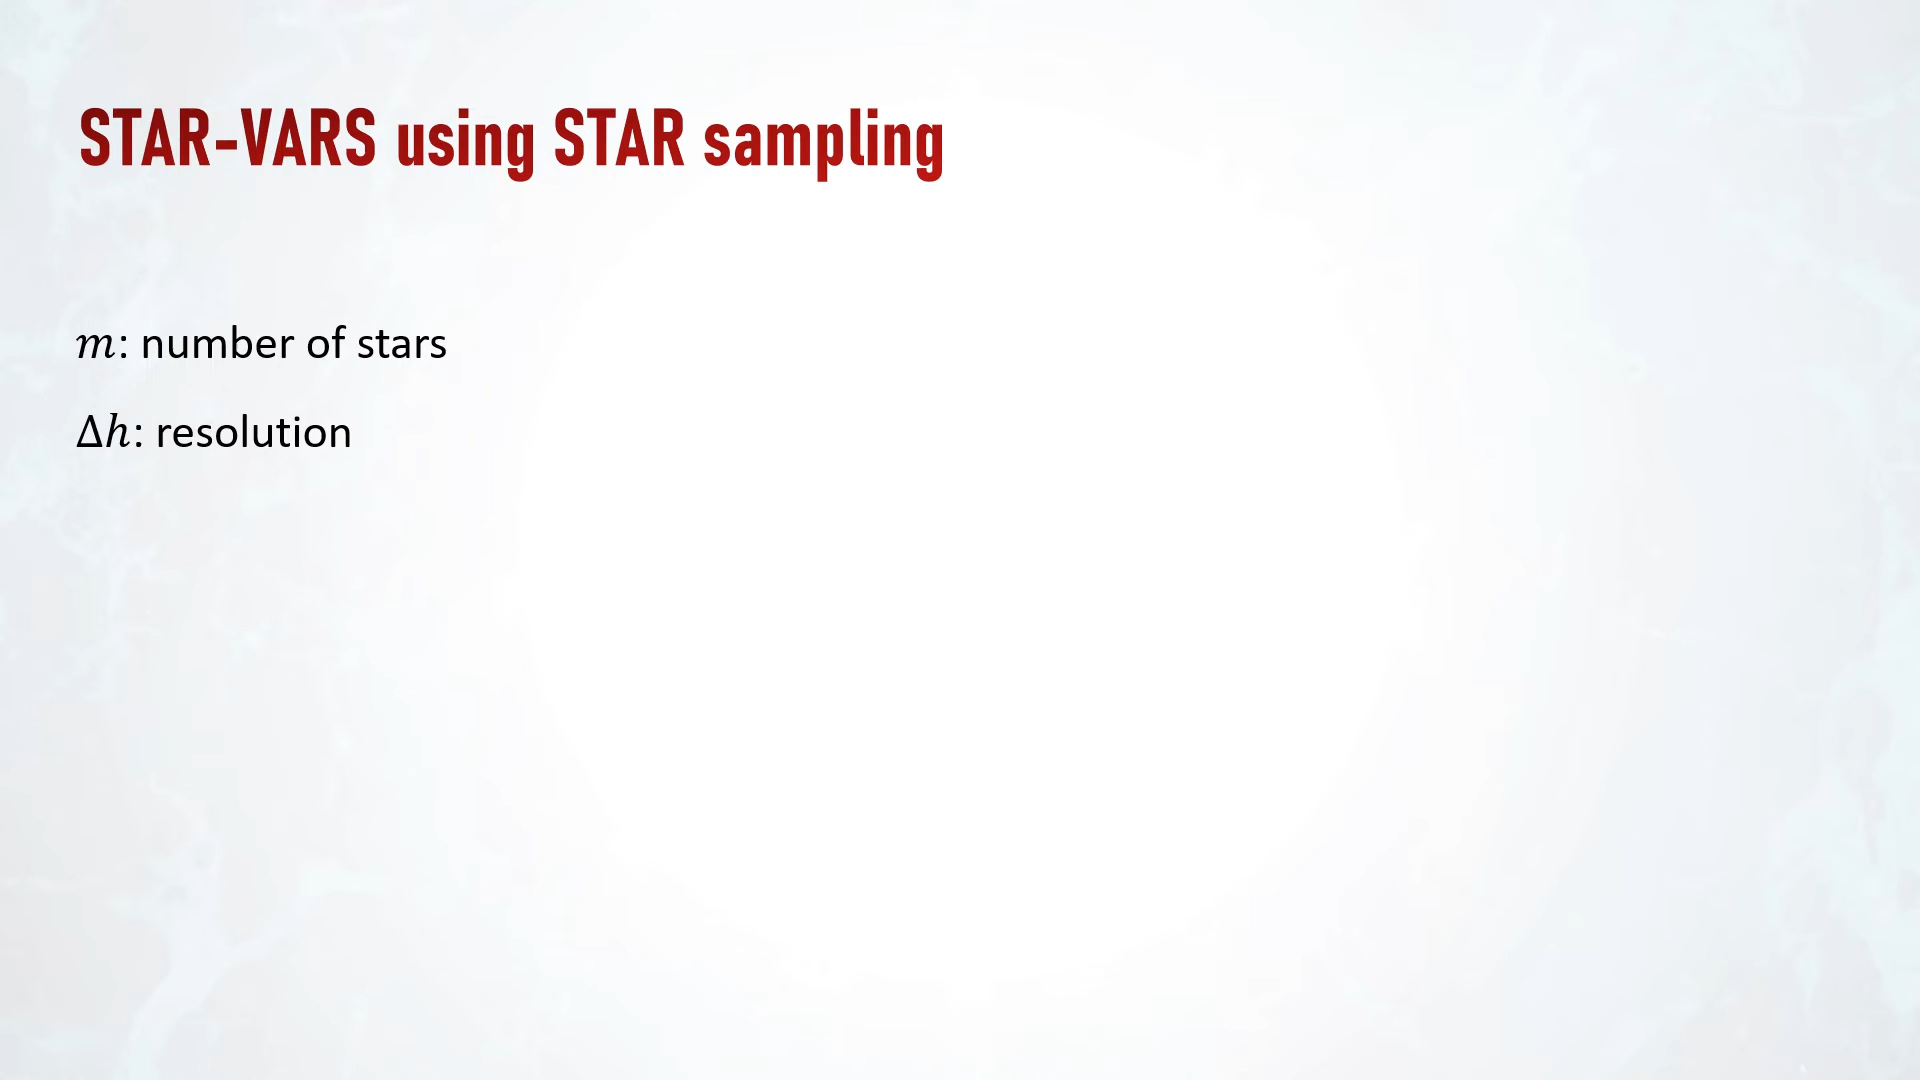 STAR-VARS using STAR sampling
𝑚: number of stars
Δℎ: resolution